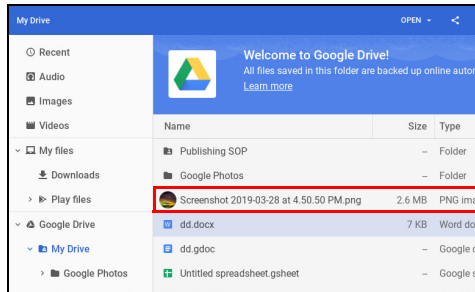 My Drive OPEN
Recent
Audio
Images
Videos
My files
Downloads
Play files
Google Drive
My Drive
Google Photos
Welcome to Google Drive!
All files saved in this folder are backed up online autor
Learn more
Name Size Type
Publishing SOP -- Folder
Google Photos -- Folder
Screenshot 2019-03-28 at 4.50.50 PM.png 2.6 MB PNG ima
dd.docx 7 KB Word do
dd.gdoc -- Google d
Untitled spreadsheet.gsheet -- Google s